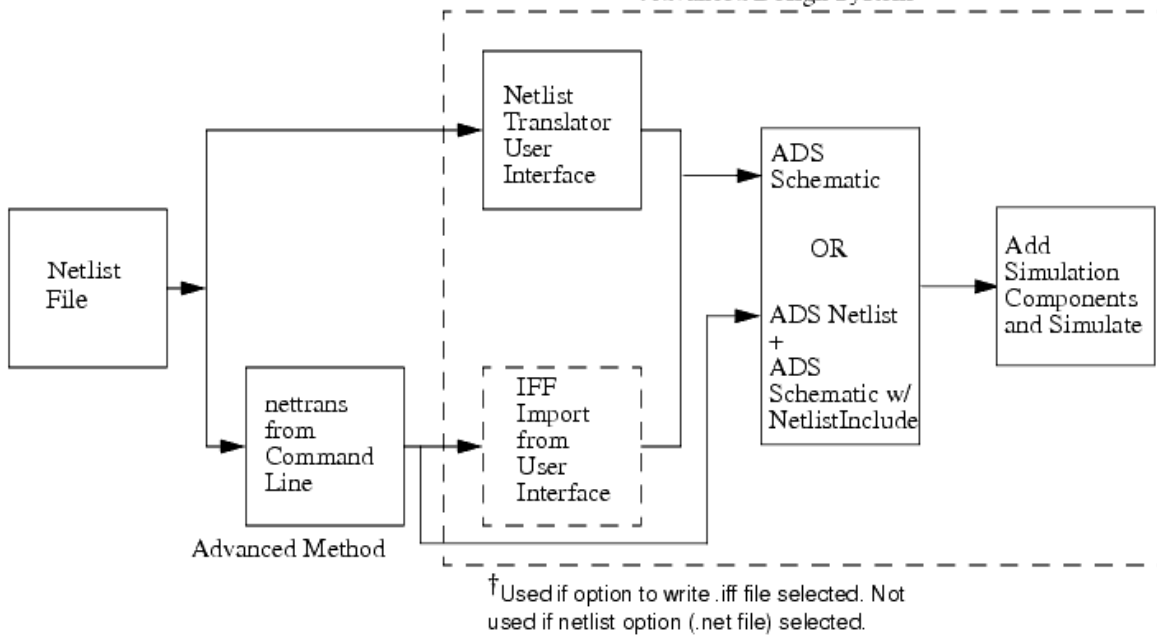 Netlist
Translator
User
Interface
ADS
Schematic
OR
ADS Netlist
+
ADS
Schematic w/
NetlistInclude
Add
Simulation
Components
and Simulate
Netlist
File
nettrans
from
Command
Line
IFF
Import
from
User
Interface
Advanced Method
†Used if option to write .iff file selected. Not
used if netlist option (.net file) selected.